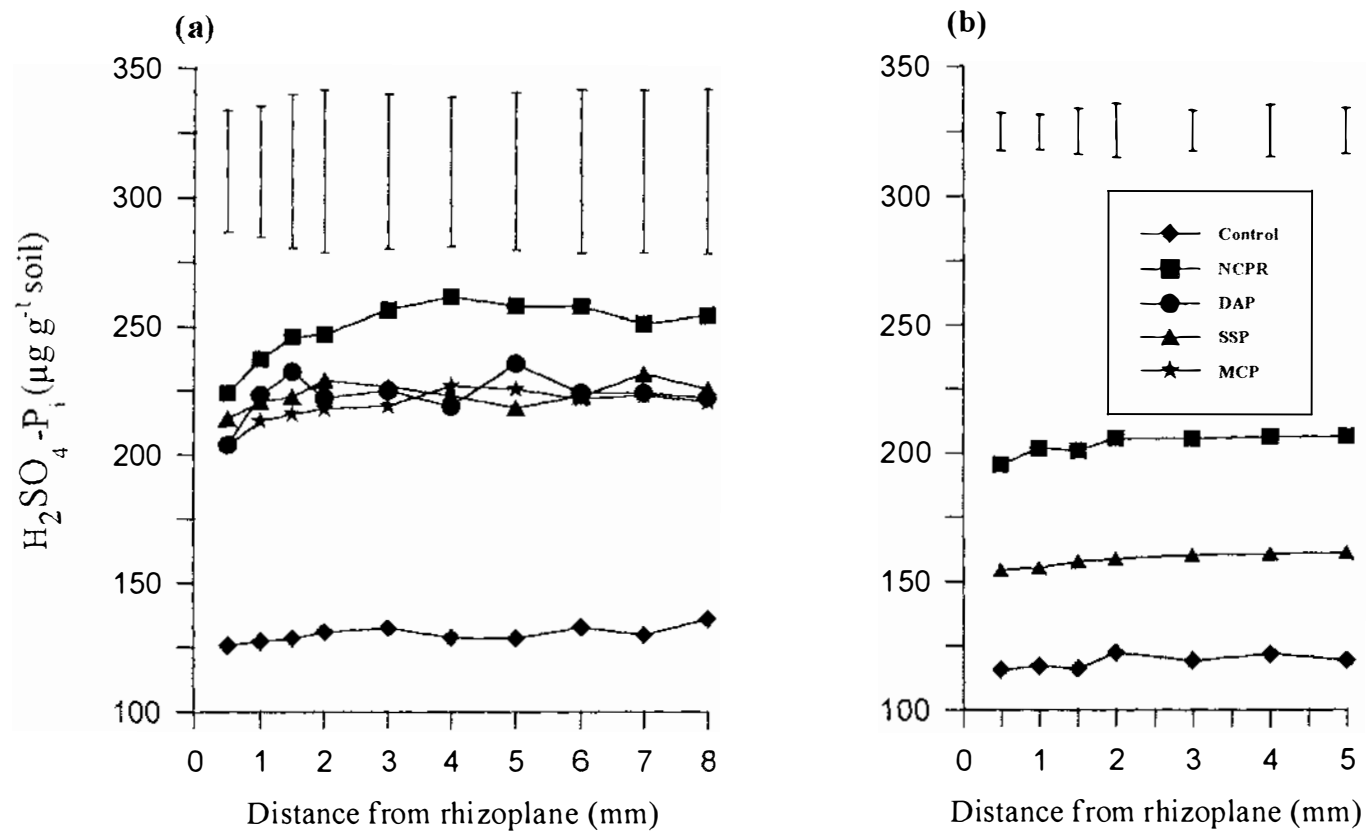 (a)
350
300
250
200
150
100
0 1 2 3 4 5 6 7 8
Distance from rhizoplane (mm)
H2SO4-Pi (µg g-1 soil)
(b)
350
300
250
200
150
100
0 1 2 3 4 5
Distance from rhizoplane (mm)
Control
NCPR
DAP
SSP
MCP